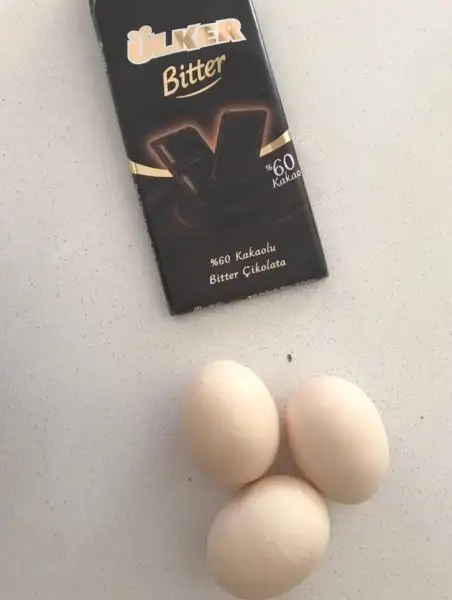 ÜLKER
Bitter
%60
Kakao
%60 Kakaolu
Bitter Çikolata